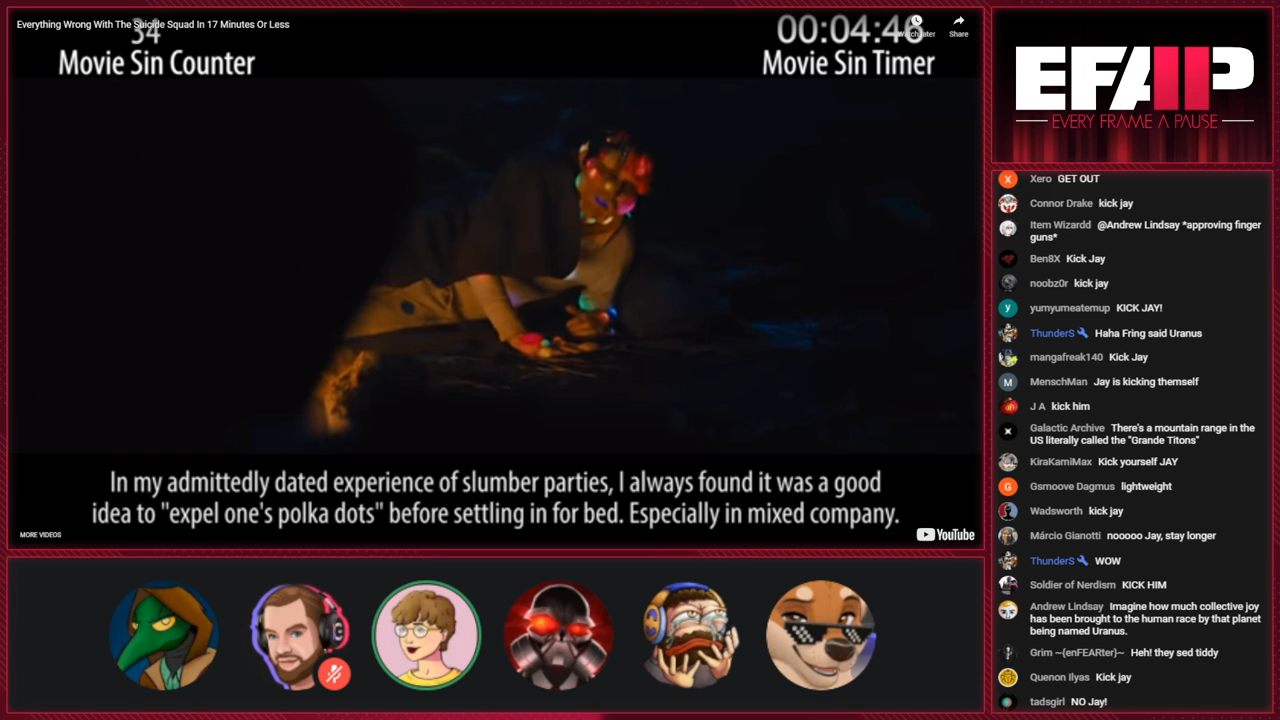 Everything Wrong With The Suicide Squad In 17 Minutes Or Less
34
Movie Sin Counter
00:04:46
Movie Sin Timer
Watch later
Share
In my admittedly dated experience of slumber parties, I always found it was a good
idea to "expel one's polka dots" before settling in for bed. Especially in mixed company.
MORE VIDEOS
YouTube
EFAP
EVERY FRAME A PAUSE
X
Xero GET OUT
Connor Drake kick jay
Item Wizardd @Andrew Lindsay *approving finger
guns*
Ben8X Kick Jay
noobz0r kick jay
y
yumyumeatemup KICK JAY!
ThunderS Haha Fring said Uranus
mangafreak140 Kick Jay
M
MenschMan Jay is kicking themself
J A kick him
Galactic Archive There's a mountain range in the
US literally called the "Grande Titons"
KiraKamiMax Kick yourself JAY
G
Gsmoove Dagmus lightweight
Wadsworth kick jay
Márcio Gianotti nooooo Jay, stay longer
ThunderS WOW
Soldier of Nerdism KICK HIM
Andrew Lindsay Imagine how much collective joy
has been brought to the human race by that planet
being named Uranus.
Grim ~{enFEARter}~ Heh! they sed tiddy
Quenon Ilyas Kick jay
tadsgirl NO Jay!